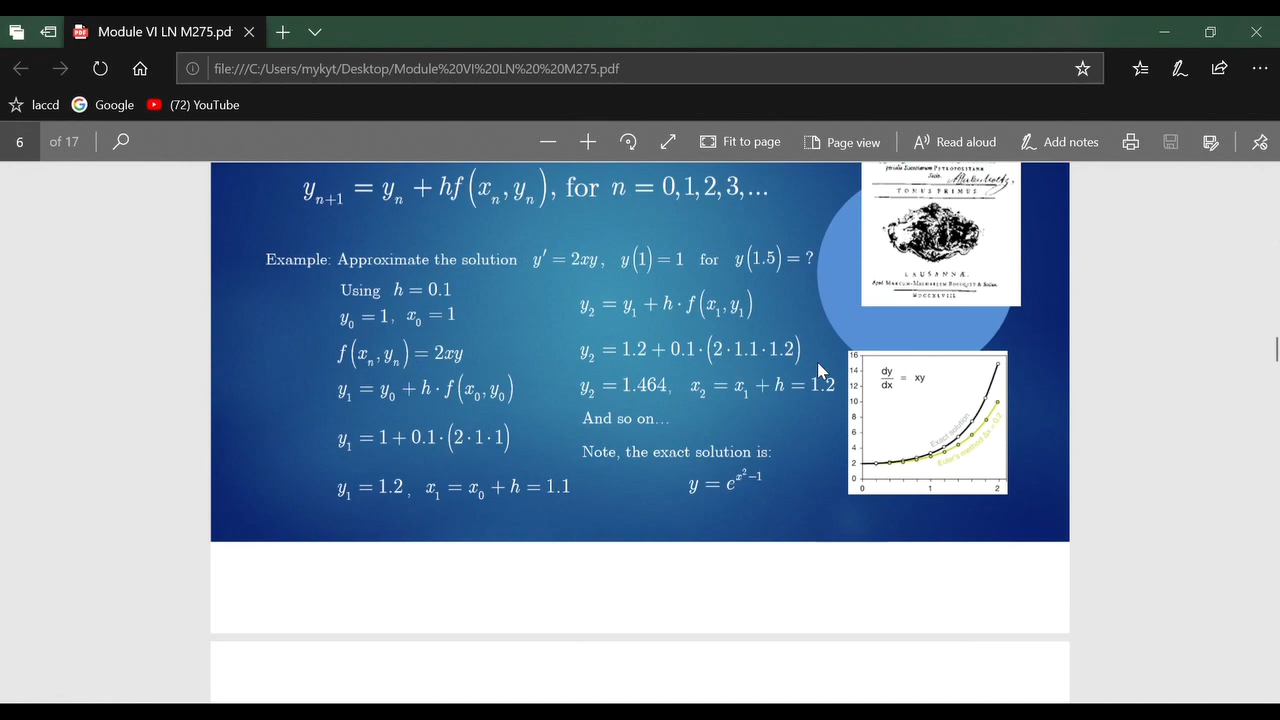 Module VI LN M275.pdf
file:///C:/Users/mykyt/Desktop/Module%20VI%20LN%20%20M275.pdf
laccd Google (72) YouTube
6 of 17 Fit to page Page view Read aloud Add notes
y_{n+1} = y_n + hf(x_n, y_n), for n = 0,1,2,3,...
TOMUS PRIMUS
LAUSANNÆ,
MDCCXLVIII
Example: Approximate the solution y' = 2xy, y(1) = 1 for y(1.5) = ?
Using h = 0.1
y_0 = 1, x_0 = 1
f(x_n, y_n) = 2xy
y_1 = y_0 + h · f(x_0, y_0)
y_1 = 1 + 0.1 · (2 · 1 · 1)
y_1 = 1.2, x_1 = x_0 + h = 1.1
y_2 = y_1 + h · f(x_1, y_1)
y_2 = 1.2 + 0.1 · (2 · 1.1 · 1.2)
y_2 = 1.464, x_2 = x_1 + h = 1.2
And so on...
Note, the exact solution is:
y = e^{x^2−1}
dy/dx = xy
16
14
12
10
8
6
4
2
0
0 1 2
Exact solution
Euler's method Δx = 0.2